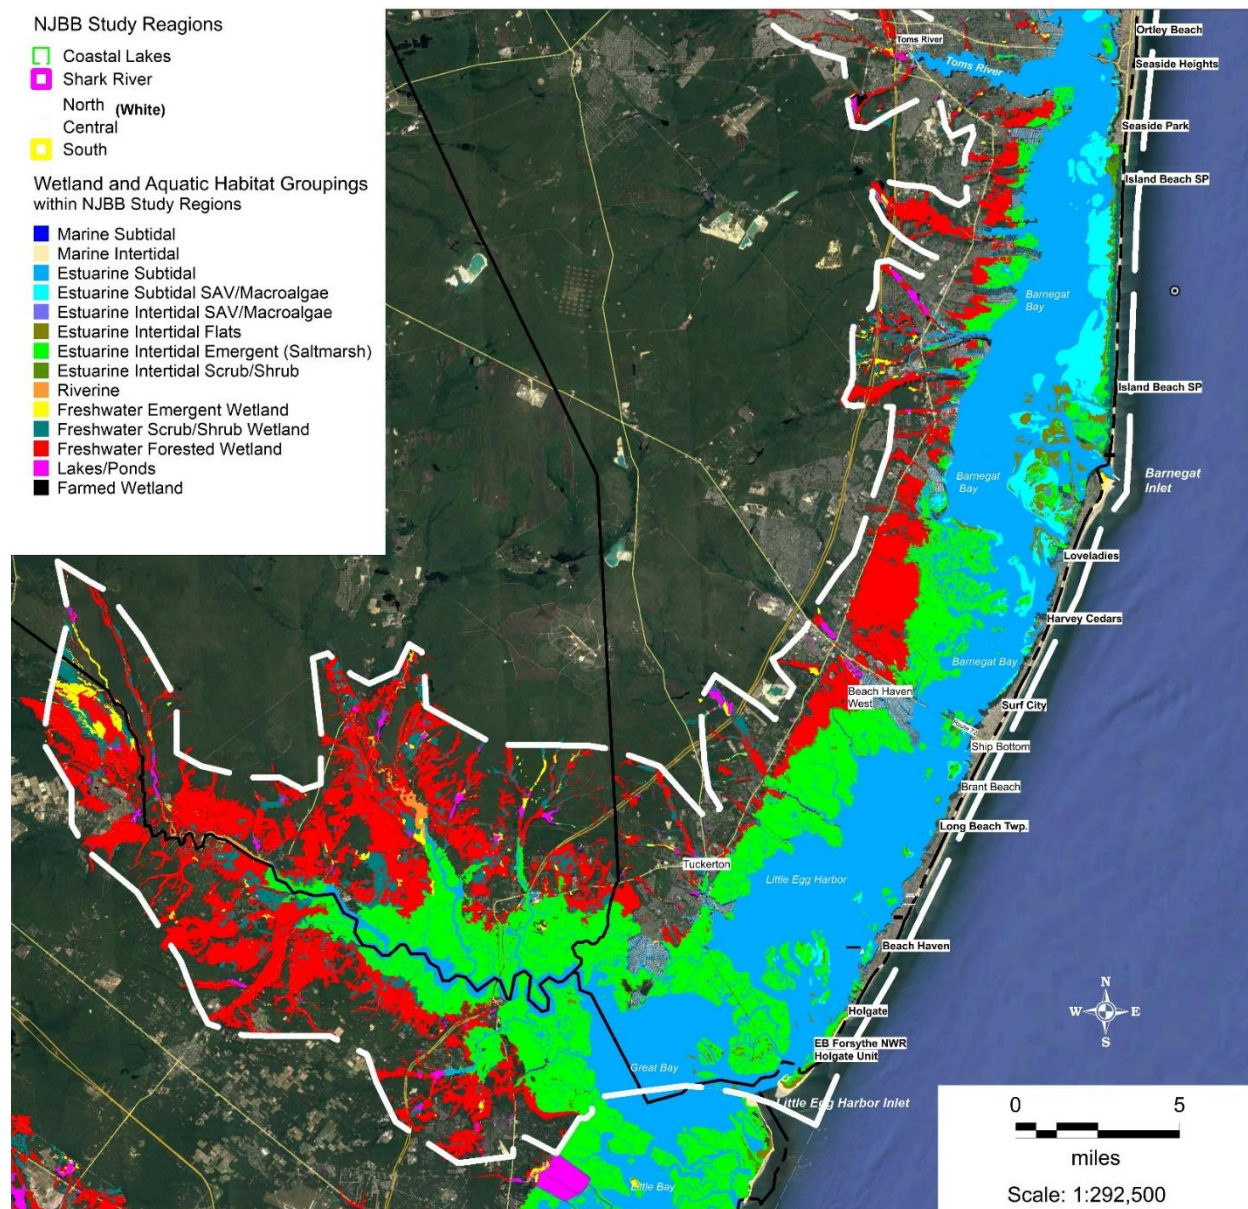 NJBB Study Reagions
Coastal Lakes
Shark River
North
(White)
Central
South
Wetland and Aquatic Habitat Groupings
within NJBB Study Regions
Marine Subtidal
Marine Intertidal
Estuarine Subtidal
Estuarine Subtidal SAV/Macroalgae
Estuarine Intertidal SAV/Macroalgae
Estuarine Intertidal Flats
Estuarine Intertidal Emergent (Saltmarsh)
Estuarine Intertidal Scrub/Shrub
Riverine
Freshwater Emergent Wetland
Freshwater Scrub/Shrub Wetland
Freshwater Forested Wetland
Lakes/Ponds
Farmed Wetland
Ortley Beach
Toms River
Toms River
Seaside Heights
Seaside Park
Island Beach SP
Barnegat
Bay
Island Beach SP
Barnegat
Inlet
Barnegat
Bay
Loveladies
Harvey Cedars
Barnegat Bay
Beach Haven
West
Surf City
Route 72
Ship Bottom
Brant Beach
Long Beach Twp.
Tuckerton
Little Egg Harbor
Beach Haven
Holgate
EB Forsythe NWR
Holgate Unit
Great Bay
Little Egg Harbor Inlet
Little Bay
N
W
E
S
0
5
miles
Scale: 1:292,500